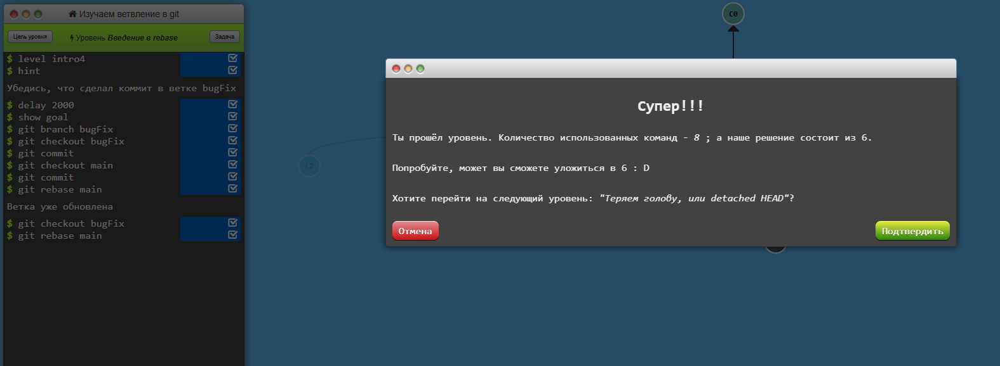 Изучаем ветвление в git
Цель уровня
Уровень Введение в rebase
Задача
$ level intro4
$ hint
Убедись, что сделал коммит в ветке bugFix
$ delay 2000
$ show goal
$ git branch bugFix
$ git checkout bugFix
$ git commit
$ git checkout main
$ git commit
$ git rebase main
Ветка уже обновлена
$ git checkout bugFix
$ git rebase main
C0
C2
Супер!!!
Ты прошёл уровень. Количество использованных команд - 8 ; а наше решение состоит из 6.
Попробуйте, может вы сможете уложиться в 6 : D
Хотите перейти на следующий уровень: "Теряем голову, или detached HEAD"?
Отмена
Подтвердить